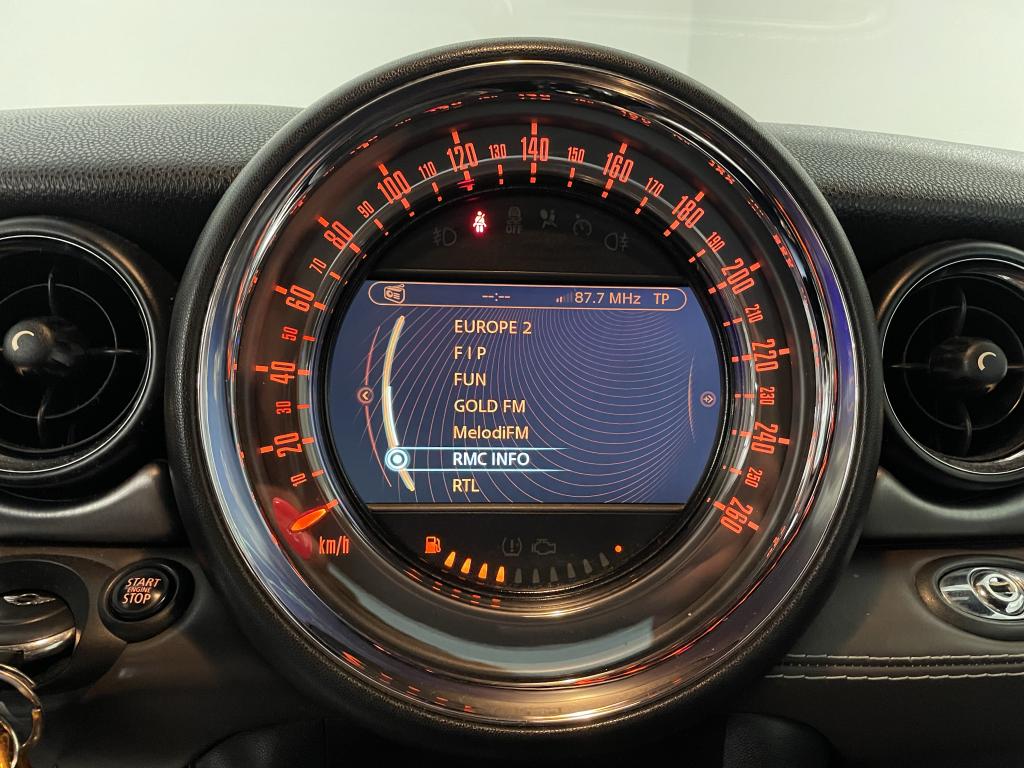 10
20
30
40
50
60
70
80
90
100
110
120
130
140
150
160
170
180
190
200
210
220
230
240
250
260
km/h
OFF
--:-- 87.7 MHz TP
EUROPE 2
F I P
FUN
GOLD FM
MelodiFM
RMC INFO
RTL
START
ENGINE
STOP